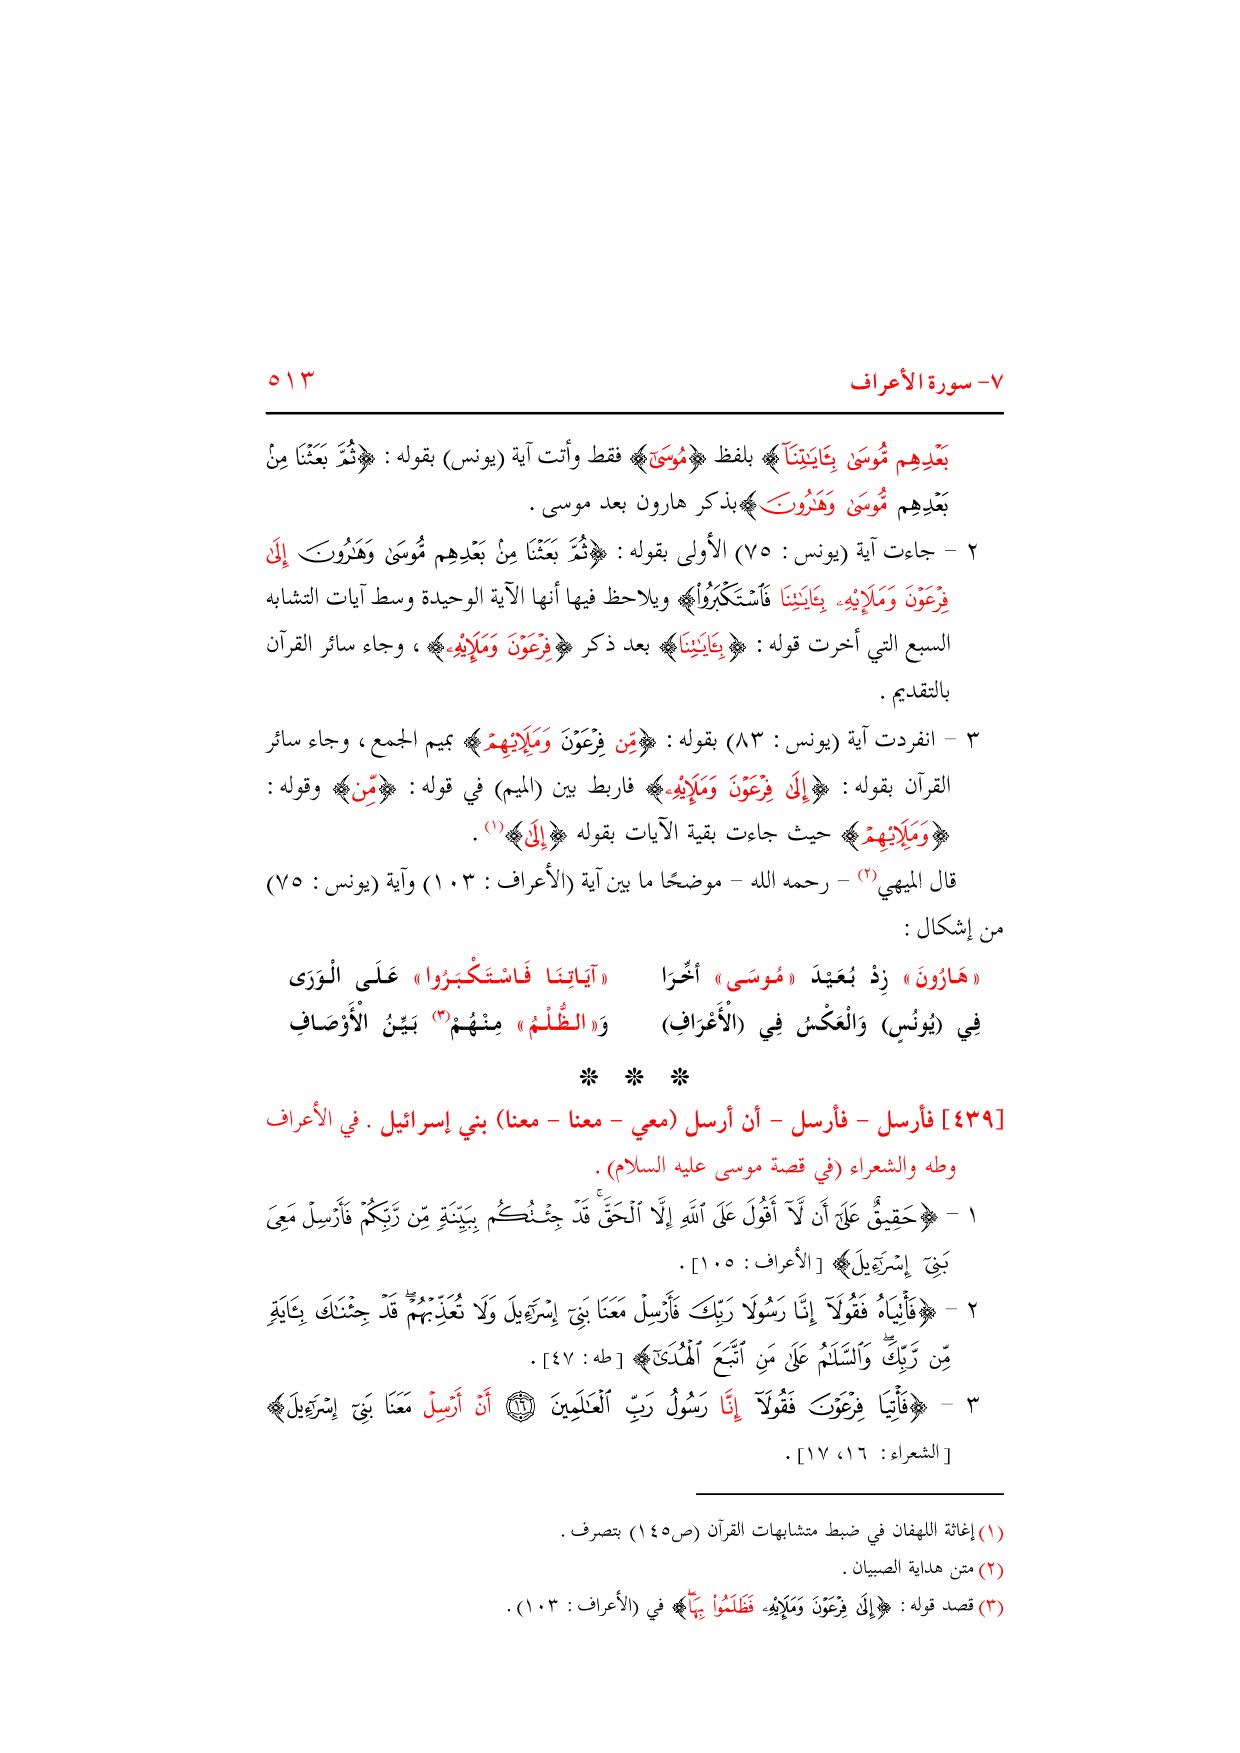 ٧- سورة الأعراف ٥١٣
بَعْدِهِم مُّوسَىٰ بِـَٔايَـٰتِنَآ﴾ بلفظ ﴿مُوسَىٰٓ﴾ فقط وأتت آية (يونس) بقوله : ﴿ثُمَّ بَعَثْنَا مِنۢ
بَعْدِهِم مُّوسَىٰ وَهَـٰرُونَ﴾بذكر هارون بعد موسى .
٢ – جاءت آية (يونس : ٧٥) الأولى بقوله : ﴿ثُمَّ بَعَثْنَا مِنۢ بَعْدِهِم مُّوسَىٰ وَهَـٰرُونَ إِلَىٰ
فِرْعَوْنَ وَمَلَإِي۟هِۦ بِـَٔايَـٰتِنَا فَٱسْتَكْبَرُوا۟﴾ ويلاحظ فيها أنها الآية الوحيدة وسط آيات التشابه
السبع التي أخرت قوله : ﴿بِـَٔايَـٰتِنَا﴾ بعد ذكر ﴿فِرْعَوْنَ وَمَلَإِي۟هِۦ﴾ ، وجاء سائر القرآن
بالتقديم .
٣ – انفردت آية (يونس : ٨٣) بقوله : ﴿مِّن فِرْعَوْنَ وَمَلَإِي۟هِمْ﴾ بميم الجمع ، وجاء سائر
القرآن بقوله : ﴿إِلَىٰ فِرْعَوْنَ وَمَلَإِي۟هِۦ﴾ فاربط بين (الميم) في قوله : ﴿مِّن﴾ وقوله :
﴿وَمَلَإِي۟هِمْ﴾ حيث جاءت بقية الآيات بقوله ﴿إِلَىٰ﴾(١) .
قال الميهي(٢) – رحمه الله – موضحًا ما بين آية (الأعراف : ١٠٣) وآية (يونس : ٧٥)
من إشكال :
«هَارُونَ» زِدْ بُعَيْدَ «مُوسَى» أخِّرَا «آيَاتِنَا فَاسْتَكْبَرُوا» عَلَى الْوَرَى
فِي (يُونُسٍ) وَالْعَكْسُ فِي (الْأَعْرَافِ) وَ«الظُّلْمُ» مِنْهُمْ(٣) بَيِّنُ الْأَوْصَافِ
❊ ❊ ❊
[٤٣٩] فأرسل – فأرسل – أن أرسل (معي – معنا – معنا) بني إسرائيل . في الأعراف
وطه والشعراء (في قصة موسى عليه السلام) .
١ – ﴿حَقِيقٌ عَلَىٰٓ أَن لَّآ أَقُولَ عَلَى ٱللَّهِ إِلَّا ٱلْحَقَّ ۚ قَدْ جِئْتُكُم بِبَيِّنَةٍ مِّن رَّبِّكُمْ فَأَرْسِلْ مَعِىَ
بَنِىٓ إِسْرَٰٓءِيلَ﴾ [الأعراف : ١٠٥] .
٢ – ﴿فَأْتِيَاهُ فَقُولَآ إِنَّا رَسُولَا رَبِّكَ فَأَرْسِلْ مَعَنَا بَنِىٓ إِسْرَٰٓءِيلَ وَلَا تُعَذِّبْهُمْ ۖ قَدْ جِئْنَـٰكَ بِـَٔايَةٍ
مِّن رَّبِّكَ ۖ وَٱلسَّلَـٰمُ عَلَىٰ مَنِ ٱتَّبَعَ ٱلْهُدَىٰٓ﴾ [طه : ٤٧] .
٣ – ﴿فَأْتِيَا فِرْعَوْنَ فَقُولَآ إِنَّا رَسُولُ رَبِّ ٱلْعَـٰلَمِينَ ۝١٦ أَنْ أَرْسِلْ مَعَنَا بَنِىٓ إِسْرَٰٓءِيلَ﴾
[الشعراء : ١٦، ١٧] .
(١) إغاثة اللهفان في ضبط متشابهات القرآن (ص١٤٥) بتصرف .
(٢) متن هداية الصبيان .
(٣) قصد قوله : ﴿إِلَىٰ فِرْعَوْنَ وَمَلَإِي۟هِۦ فَظَلَمُوا۟ بِهَا ۖ﴾ في (الأعراف : ١٠٣) .